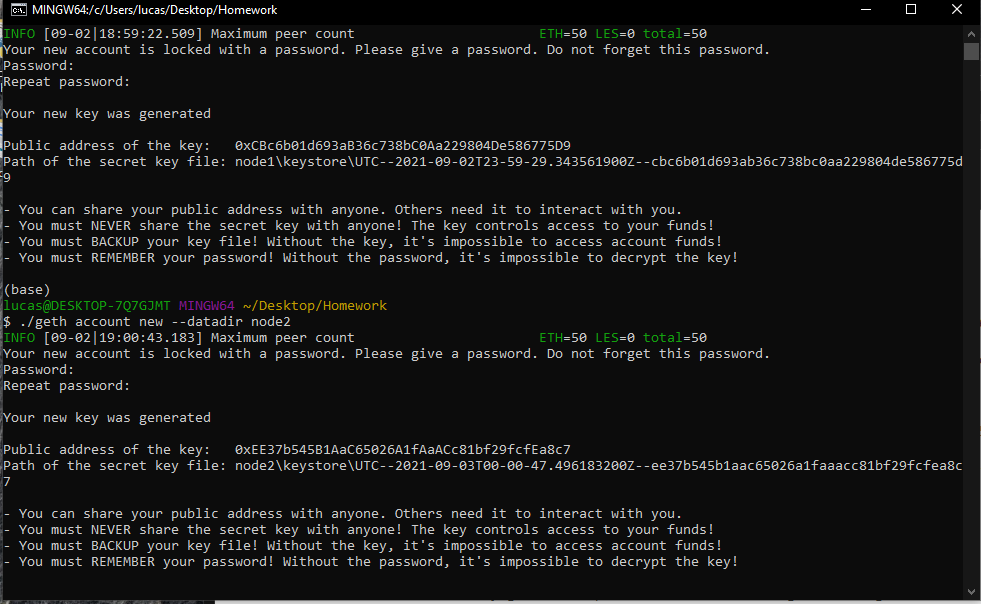 MINGW64:/c/Users/lucas/Desktop/Homework
INFO [09-02|18:59:22.509] Maximum peer count ETH=50 LES=0 total=50
Your new account is locked with a password. Please give a password. Do not forget this password.
Password:
Repeat password:
Your new key was generated
Public address of the key: 0xCBc6b01d693aB36c738bC0Aa229804De586775D9
Path of the secret key file: node1\keystore\UTC--2021-09-02T23-59-29.343561900Z--cbc6b01d693ab36c738bc0aa229804de586775d
9
- You can share your public address with anyone. Others need it to interact with you.
- You must NEVER share the secret key with anyone! The key controls access to your funds!
- You must BACKUP your key file! Without the key, it's impossible to access account funds!
- You must REMEMBER your password! Without the password, it's impossible to decrypt the key!
(base)
lucas@DESKTOP-7Q7GJMT MINGW64 ~/Desktop/Homework
$ ./geth account new --datadir node2
INFO [09-02|19:00:43.183] Maximum peer count ETH=50 LES=0 total=50
Your new account is locked with a password. Please give a password. Do not forget this password.
Password:
Repeat password:
Your new key was generated
Public address of the key: 0xEE37b545B1AaC65026A1fAaACc81bf29fcfEa8c7
Path of the secret key file: node2\keystore\UTC--2021-09-03T00-00-47.496183200Z--ee37b545b1aac65026a1faaacc81bf29fcfea8c
7
- You can share your public address with anyone. Others need it to interact with you.
- You must NEVER share the secret key with anyone! The key controls access to your funds!
- You must BACKUP your key file! Without the key, it's impossible to access account funds!
- You must REMEMBER your password! Without the password, it's impossible to decrypt the key!